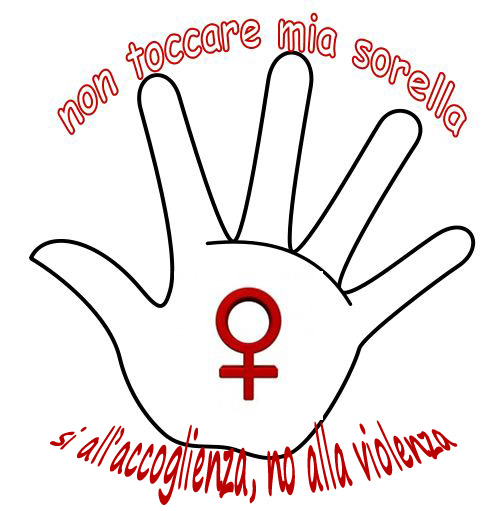 non toccare mia sorella
si all'accoglienza, no alla violenza